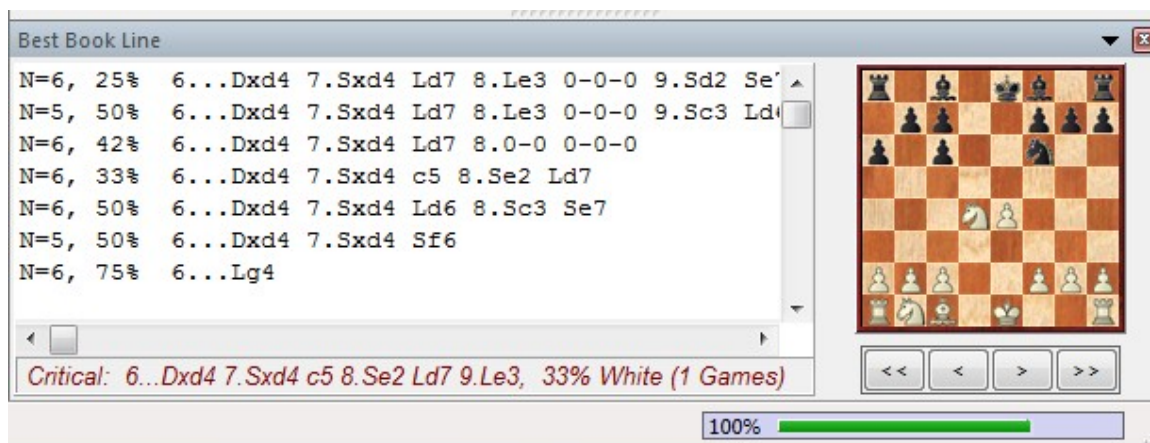 Best Book Line
N=6, 25% 6...Dxd4 7.Sxd4 Ld7 8.Le3 0-0-0 9.Sd2
N=5, 50% 6...Dxd4 7.Sxd4 Ld7 8.Le3 0-0-0 9.Sc3
N=6, 42% 6...Dxd4 7.Sxd4 Ld7 8.0-0 0-0-0
N=6, 33% 6...Dxd4 7.Sxd4 c5 8.Se2 Ld7
N=6, 50% 6...Dxd4 7.Sxd4 Ld6 8.Sc3 Se7
N=5, 50% 6...Dxd4 7.Sxd4 Sf6
N=6, 75% 6...Lg4
Critical: 6...Dxd4 7.Sxd4 c5 8.Se2 Ld7 9.Le3, 33% White (1 Games)
<< < > >>
100%